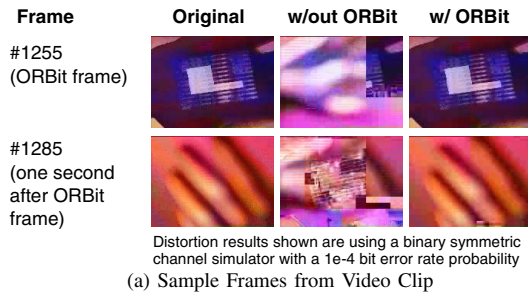 Frame Original w/out ORBit w/ ORBit
#1255
(ORBit frame)
#1285
(one second
after ORBit
frame)
Distortion results shown are using a binary symmetric
channel simulator with a 1e-4 bit error rate probability
(a) Sample Frames from Video Clip